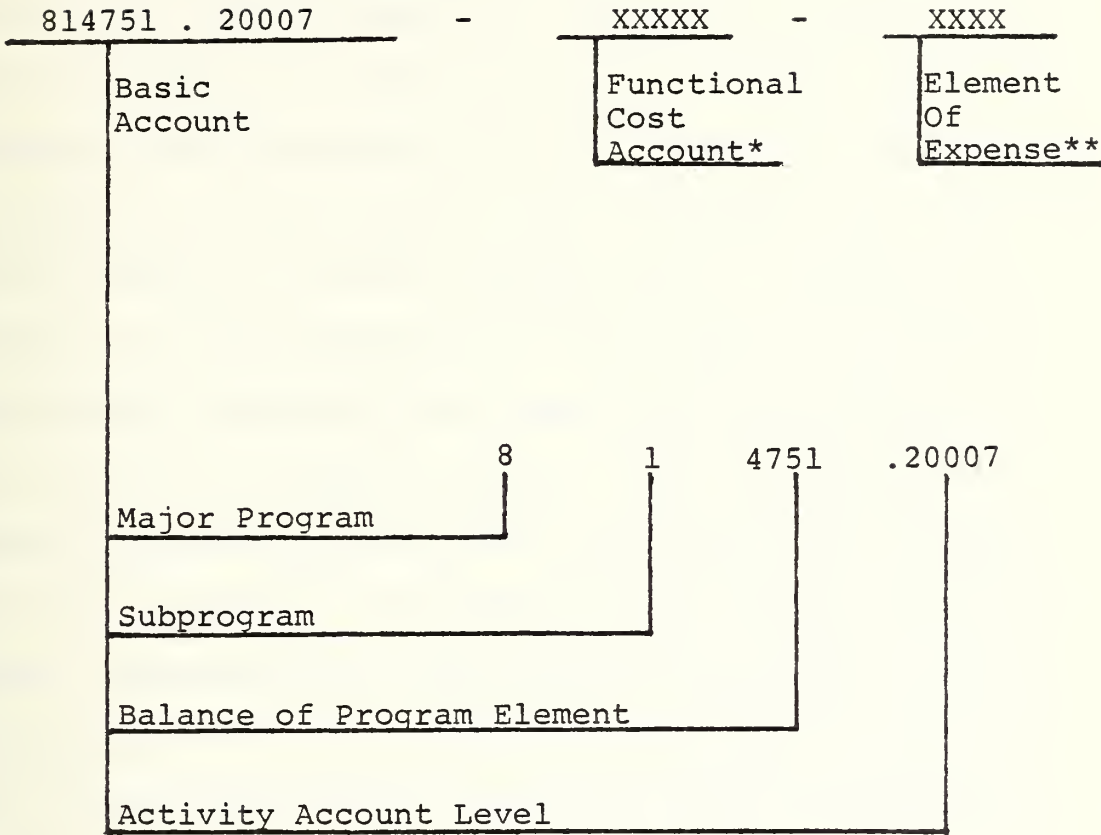 814751 . 20007 - XXXXX - XXXX
Basic
Account
Functional
Cost
Account*
Element
Of
Expense**
8 1 4751 .20007
Major Program
Subprogram
Balance of Program Element
Activity Account Level